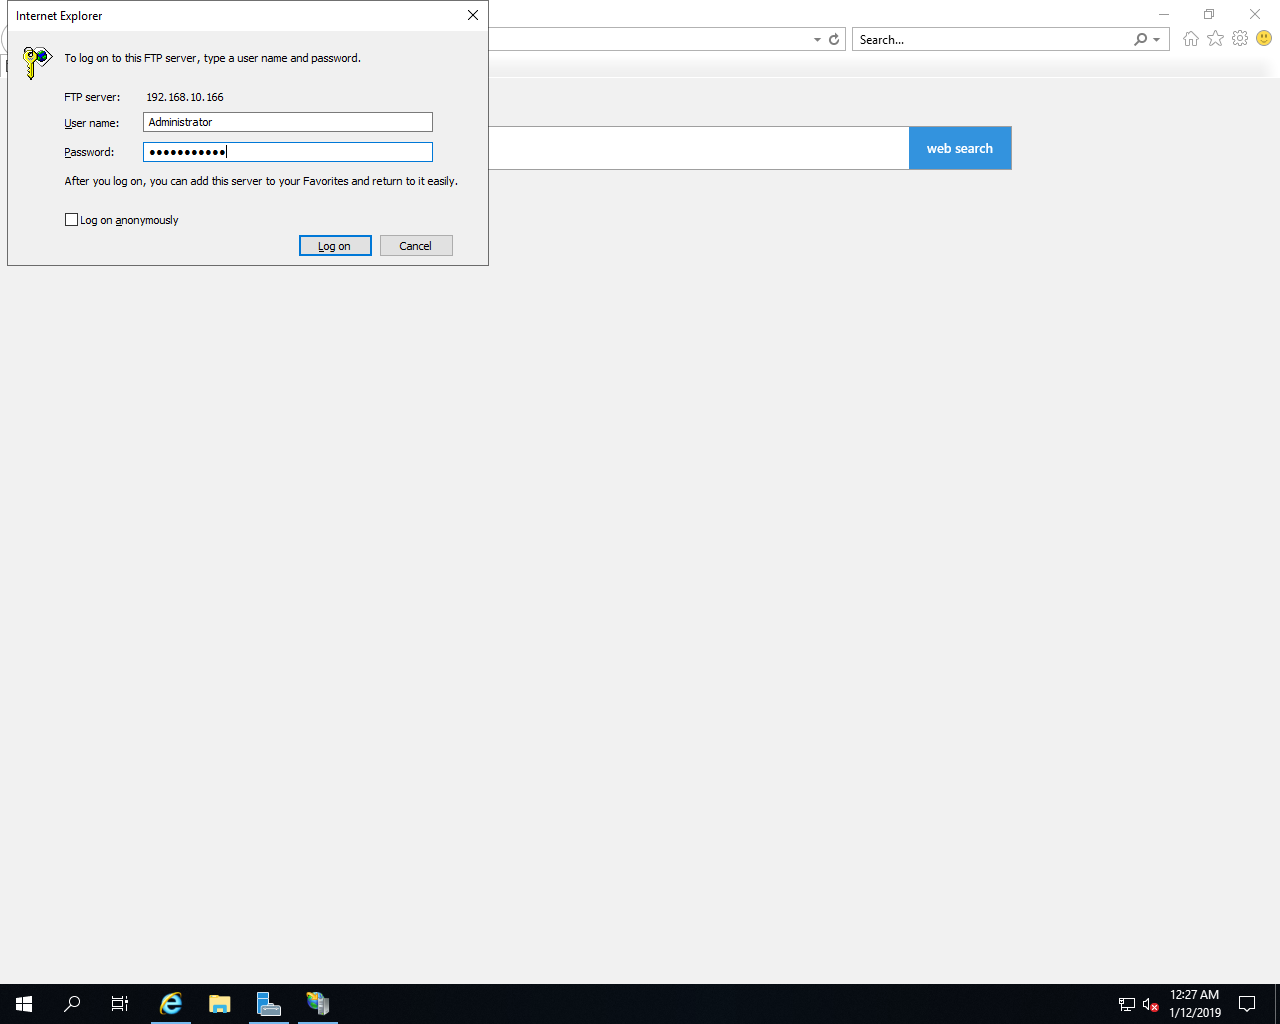 Internet Explorer
To log on to this FTP server, type a user name and password.
FTP server: 192.168.10.166
User name: Administrator
Password: ●●●●●●●●●●●
After you log on, you can add this server to your Favorites and return to it easily.
Log on anonymously
Log on Cancel
Search...
web search
12:27 AM
1/12/2019